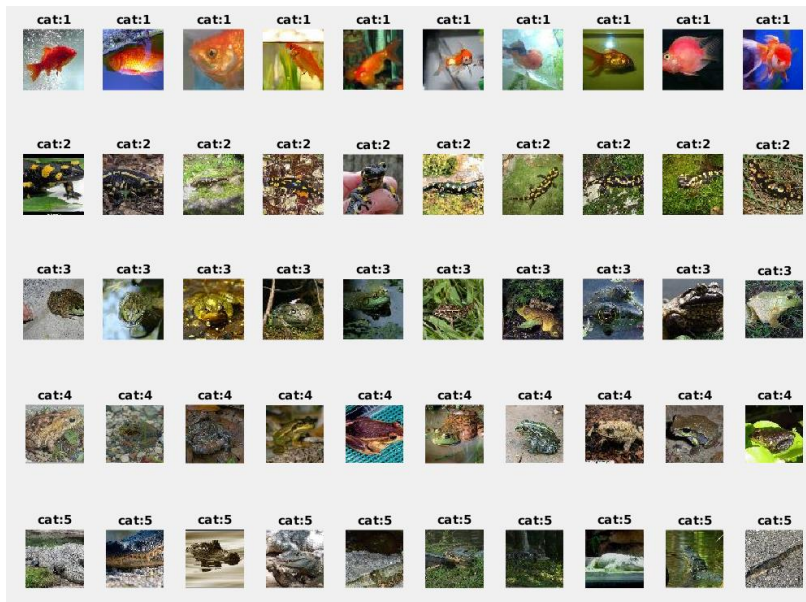 cat:1 cat:1 cat:1 cat:1 cat:1 cat:1 cat:1 cat:1 cat:1 cat:1
cat:2 cat:2 cat:2 cat:2 cat:2 cat:2 cat:2 cat:2 cat:2 cat:2
cat:3 cat:3 cat:3 cat:3 cat:3 cat:3 cat:3 cat:3 cat:3 cat:3
cat:4 cat:4 cat:4 cat:4 cat:4 cat:4 cat:4 cat:4 cat:4 cat:4
cat:5 cat:5 cat:5 cat:5 cat:5 cat:5 cat:5 cat:5 cat:5 cat:5